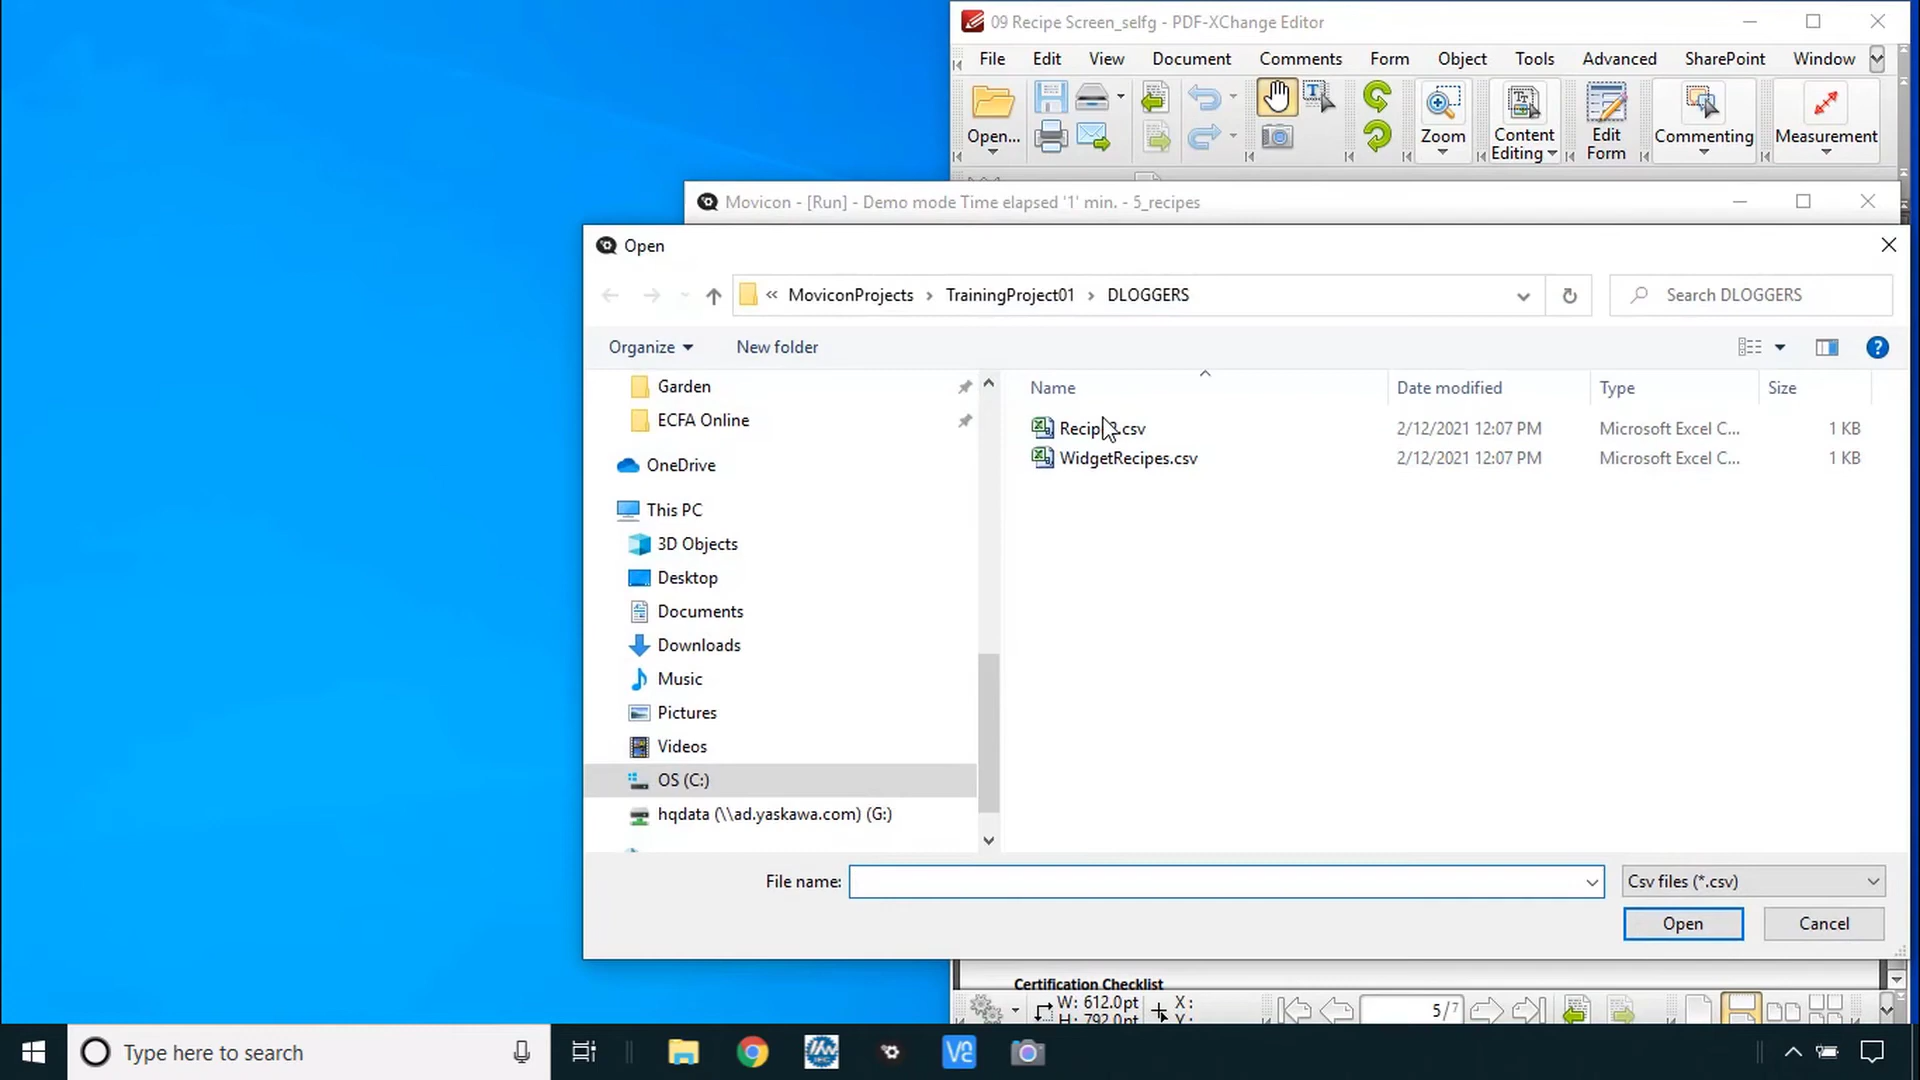 09 Recipe Screen_selfg - PDF-XChange Editor
File Edit View Document Comments Form Object Tools Advanced SharePoint Window
Open... Zoom Content Editing Edit Form Commenting Measurement
Movicon - [Run] - Demo mode Time elapsed '1' min. - 5_recipes
Open
« MoviconProjects › TrainingProject01 › DLOGGERS
Search DLOGGERS
Organize New folder
Name Date modified Type Size
Garden
ECFA Online
OneDrive
This PC
3D Objects
Desktop
Documents
Downloads
Music
Pictures
Videos
OS (C:)
hqdata (\\ad.yaskawa.com) (G:)
2/12/2021 12:07 PM Microsoft Excel C... 1 KB
WidgetRecipes.csv 2/12/2021 12:07 PM Microsoft Excel C... 1 KB
File name: Csv files (*.csv)
Open Cancel
Certification Checklist
W: 612.0pt X:
H: 792.0pt Y:
5/7
Type here to search